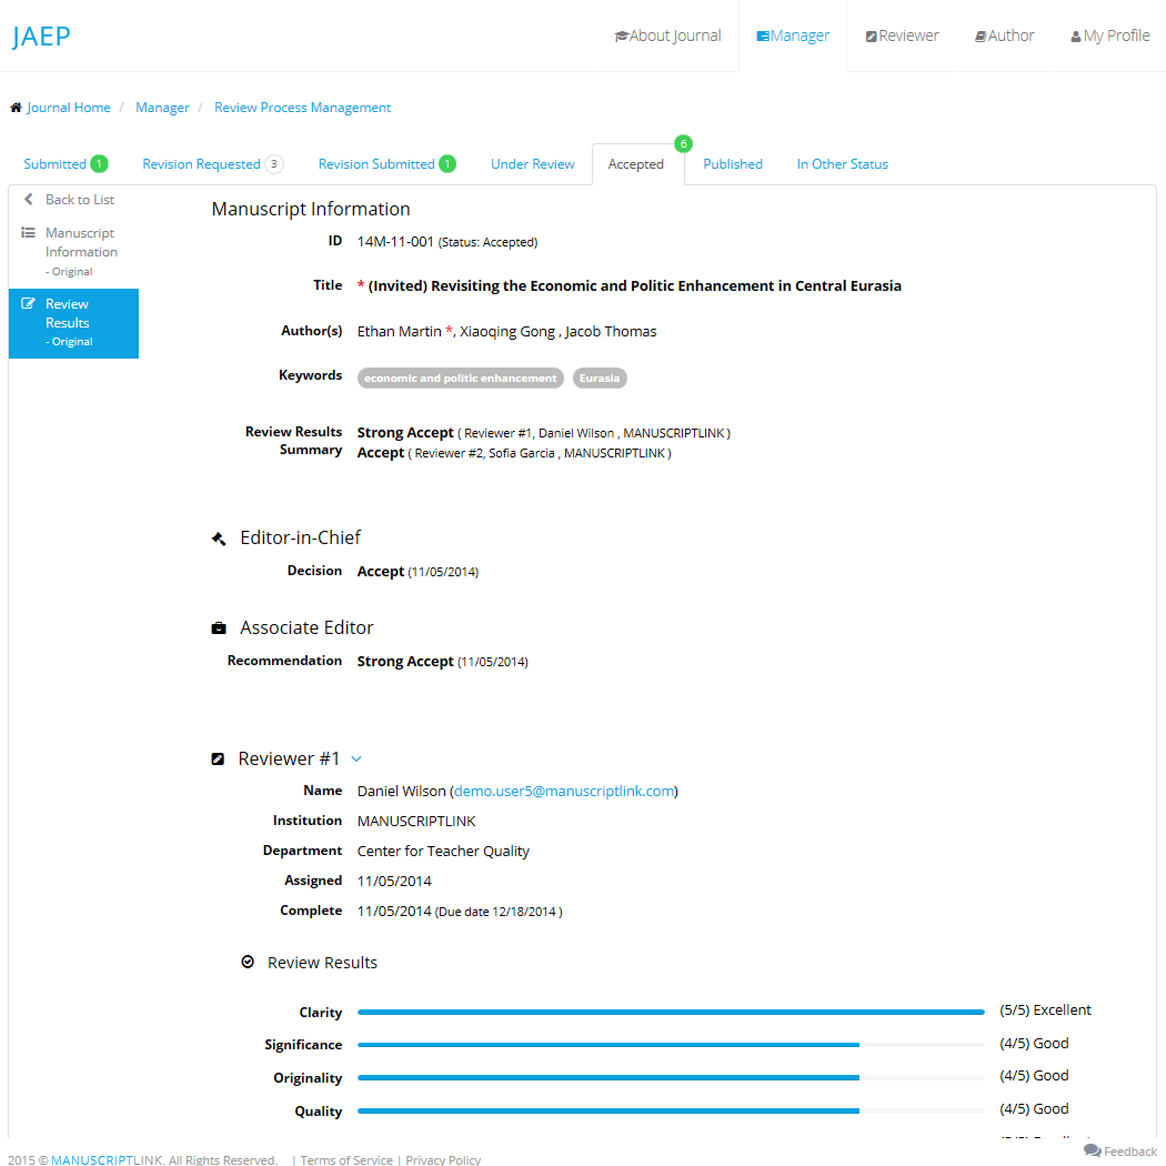 JAEP
About Journal Manager Reviewer Author My Profile
Journal Home / Manager / Review Process Management
Submitted 1 Revision Requested 3 Revision Submitted 1 Under Review Accepted 6 Published In Other Status
Back to List
Manuscript
Information
- Original
Review
Results
- Original
Manuscript Information
ID 14M-11-001 (Status: Accepted)
Title * (Invited) Revisiting the Economic and Politic Enhancement in Central Eurasia
Author(s) Ethan Martin *, Xiaoqing Gong , Jacob Thomas
Keywords economic and politic enhancement Eurasia
Review Results Strong Accept ( Reviewer #1, Daniel Wilson , MANUSCRIPTLINK )
Summary Accept ( Reviewer #2, Sofia Garcia , MANUSCRIPTLINK )
Editor-in-Chief
Decision Accept (11/05/2014)
Associate Editor
Recommendation Strong Accept (11/05/2014)
Reviewer #1
Name Daniel Wilson (demo.user5@manuscriptlink.com)
Institution MANUSCRIPTLINK
Department Center for Teacher Quality
Assigned 11/05/2014
Complete 11/05/2014 (Due date 12/18/2014 )
Review Results
Clarity (5/5) Excellent
Significance (4/5) Good
Originality (4/5) Good
Quality (4/5) Good
2015 © MANUSCRIPTLINK. All Rights Reserved. | Terms of Service | Privacy Policy
Feedback